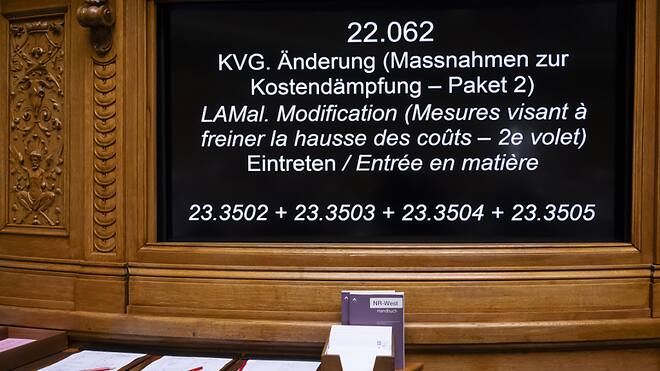 22.062
KVG. Änderung (Massnahmen zur
Kostendämpfung – Paket 2)
LAMal. Modification (Mesures visant à
freiner la hausse des coûts – 2e volet)
Eintreten / Entrée en matière
23.3502 + 23.3503 + 23.3504 + 23.3505
NR-West
Handbuch